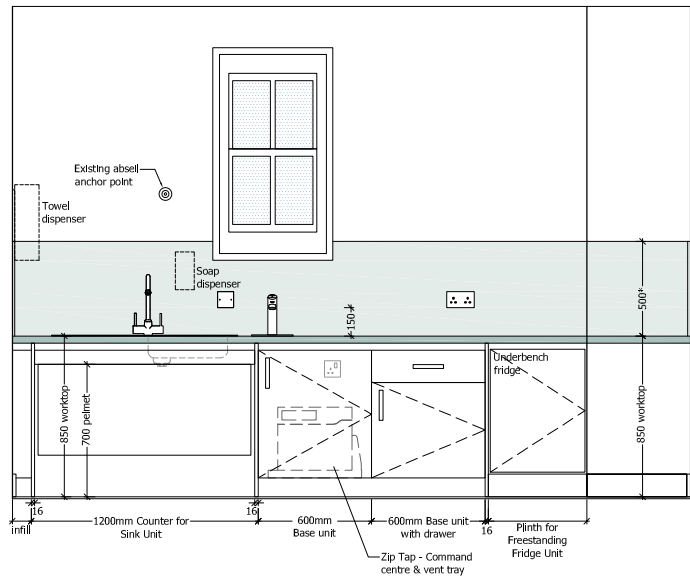 Existing abseil
anchor point
Towel
dispenser
Soap
dispenser
150
500*
Underbench
fridge
850 worktop
700 pelmet
850 worktop
16
16
16
infill
1200mm Counter for
Sink Unit
600mm
Base unit
600mm Base unit
with drawer
Plinth for
Freestanding
Fridge Unit
Zip Tap - Command
centre & vent tray